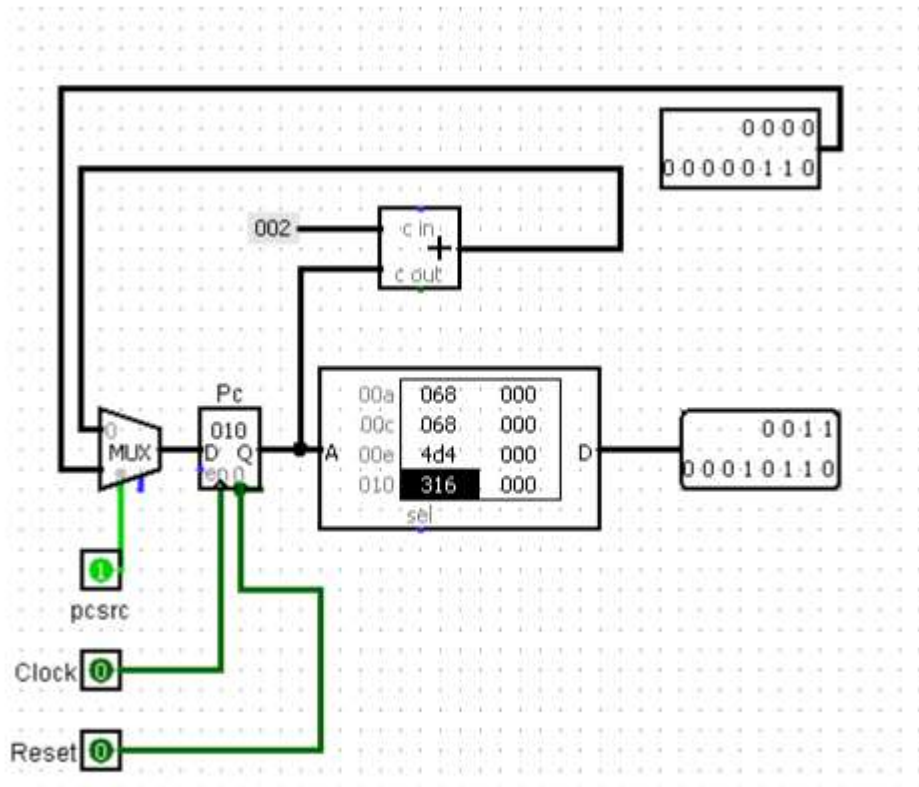 0 0 0 0
0 0 0 0 0 1 1 0
002
c in
+
c out
Pc
00a 068 000
010
00c 068 000
0 0 1 1
0
MUX
D Q
A
00e 4d4 000
D
en 0
0 0 0 1 0 1 1 0
010 316 000
sel
1
pcsrc
Clock 0
Reset 0